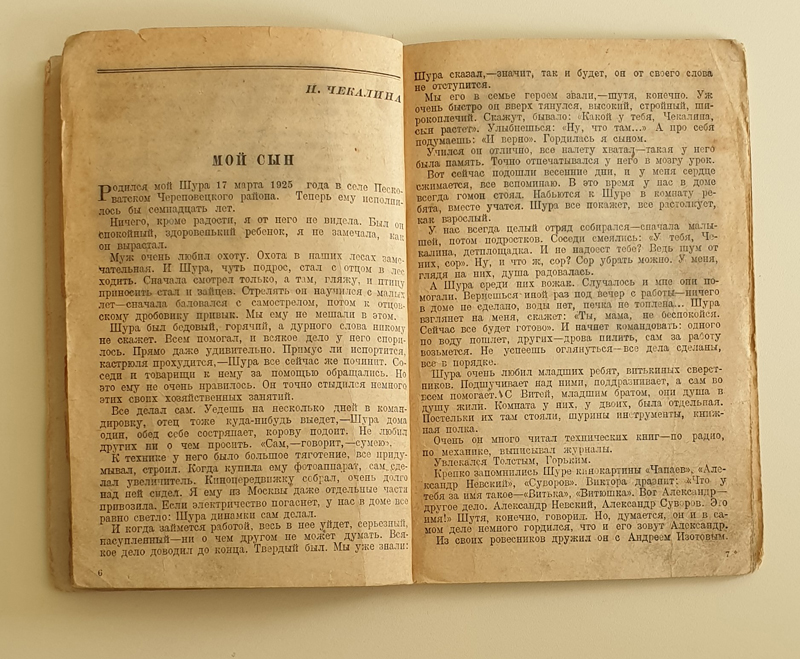 Н. ЧЕКАЛИНА
МОЙ СЫН
Родился мой Шура 17 марта 1925 года в селе Песко-
ватском Череповецкого района. Теперь ему исполни-
лось бы семнадцать лет.
Ничего, кроме радости, я от него не видела. Был он
спокойный, здоровенький ребенок, я не замечала, как
он вырастал.
Муж очень любил охоту. Охота в наших лесах заме-
чательная. И Шура, чуть подрос, стал с отцом в лес
ходить. Сначала смотрел только, а там, гляжу, и птицу
приносить стал и зайцев. Стрелять он научился с малых
лет—сначала баловался с самострелом, потом к отцов-
скому дробовику привык. Мы ему не мешали в этом.
Шура был бедовый, горячий, а дурного слова никому
не скажет. Всем помогал, и всякое дело у него спори-
лось. Прямо даже удивительно. Примус ли испортится,
кастрюля прохудится,—Шура все сейчас же починит. Со-
седи и товарищи к нему за помощью обращались. Но
это ему не очень нравилось. Он точно стыдился немного
этих своих хозяйственных занятий.
Все делал сам. Уедешь на несколько дней в коман-
дировку, отец тоже куда-нибудь выедет,—Шура дома
один, обед себе состряпает, корову подоит. Не любил
других ни о чем просить. «Сам,—говорит,—сумею».
К технике у него было большое тяготение, все приду-
мывал, строил. Когда купила ему фотоаппарат, сам сде-
лал увеличитель. Кинопередвижку собрал, очень долго
над ней сидел. Я ему из Москвы даже отдельные части
привозила. Если электричество погаснет, у нас в доме все
равно светло: Шура динамки сам делал.
И когда займется работой, весь в нее уйдет, серьезный,
насупленный—ни о чем другом не может думать. Вся-
кое дело доводил до конца. Твердый был. Мы уже знали:
6
Шура сказал,—значит, так и будет, он от своего слова
не отступится.
Мы его в семье героем звали,—шутя, конечно. Уж
очень быстро он вверх тянулся, высокий, стройный, ши-
рокоплечий. Скажут, бывало: «Какой у тебя, Чекалина,
сын растет». Улыбнешься: «Ну, что там...» А про себя
подумаешь: «И верно». Гордилась я сыном.
Учился он отлично, все налету хватал—такая у него
была память. Точно отпечатывался у него в мозгу урок.
Вот сейчас подошли весенние дни, и у меня сердце
сжимается, все вспоминаю. В это время у нас в доме
всегда гомон стоял. Набьются к Шуре в комнату ре-
бята, вместе учатся. Шура все покажет, все растолкует,
как взрослый.
У нас всегда целый отряд собирался—сначала малы-
шей, потом подростков. Соседи смеялись: «У тебя, Че-
калина, детплощадка. И не надоест тебе? Ведь шум от
них, сор». Ну, и что ж, сор? Сор убрать можно. У меня,
глядя на них, душа радовалась.
А Шура среди них вожак. Случалось и мне они по-
могали. Вернешься иной раз под вечер с работы—ничего
в доме не сделано, воды нет, печка не топлена... Шура
взглянет на меня, скажет: «Ты, мама, не беспокойся.
Сейчас все будет готово». И начнет командовать: одного
по воду пошлет, других—дрова пилить, сам за работу
возьмется. Не успеешь оглянуться—все дела сделаны,
все в порядке.
Шура очень любил младших ребят, витькиных сверст-
ников. Подшучивает над ними, поддразнивает, а сам во
всем помогает. С Витей, младшим братом, они душа в
душу жили. Комната у них, у двоих, была отдельная.
Постельки их там стояли, шурины инструменты, книж-
ная полка.
Очень он много читал технических книг—по радио,
по механике, выписывал журналы.
Увлекался Толстым, Горьким.
Крепко запомнились Шуре кинокартины «Чапаев», «Але-
ксандр Невский», «Суворов». Виктора дразнит: «Что у
тебя за имя такое—«Витька», «Витюшка». Вот Александр—
другое дело. Александр Невский, Александр Суворов. Это
имя!» Шутя, конечно, говорил. Но, думается, он и в са-
мом деле немного гордился, что и его зовут Александр.
Из своих ровесников дружил он с Андреем Изотовым.
7